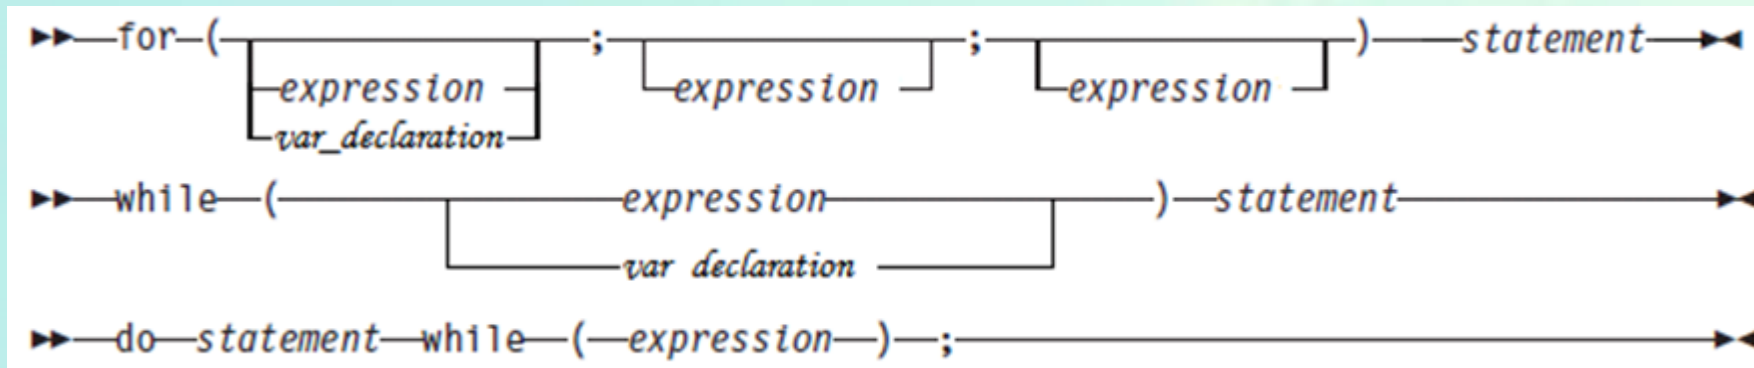 for ( ; ; ) statement
expression expression expression
var_declaration
while ( expression ) statement
var declaration
do statement while ( expression ) ;